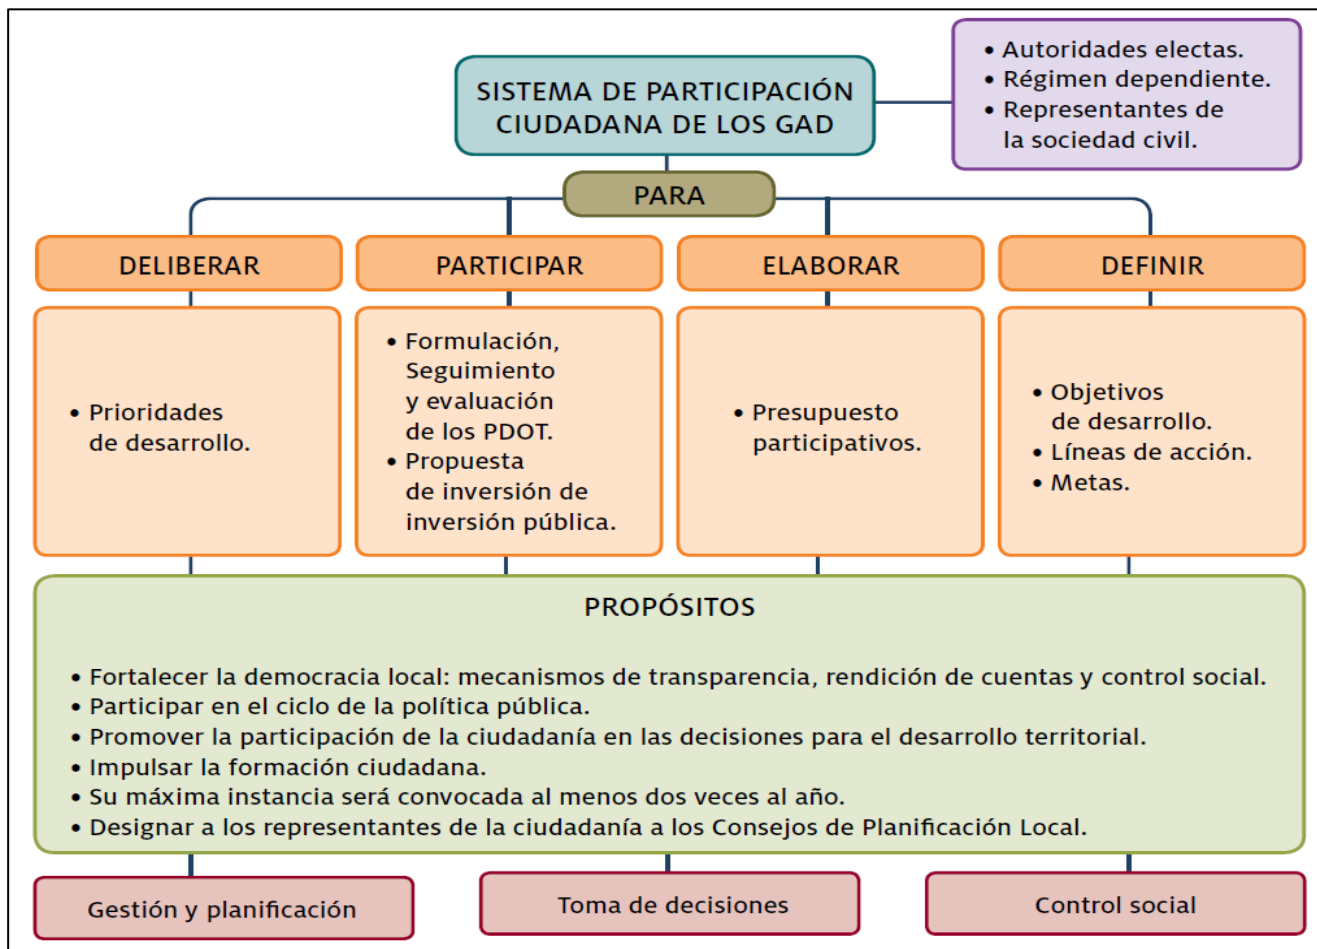 SISTEMA DE PARTICIPACIÓN
CIUDADANA DE LOS GAD
• Autoridades electas.
• Régimen dependiente.
• Representantes de
la sociedad civil.
PARA
DELIBERAR
PARTICIPAR
ELABORAR
DEFINIR
• Prioridades
de desarrollo.
• Formulación,
Seguimiento
y evaluación
de los PDOT.
• Propuesta
de inversión de
inversión pública.
• Presupuesto
participativos.
• Objetivos
de desarrollo.
• Líneas de acción.
• Metas.
PROPÓSITOS
• Fortalecer la democracia local: mecanismos de transparencia, rendición de cuentas y control social.
• Participar en el ciclo de la política pública.
• Promover la participación de la ciudadanía en las decisiones para el desarrollo territorial.
• Impulsar la formación ciudadana.
• Su máxima instancia será convocada al menos dos veces al año.
• Designar a los representantes de la ciudadanía a los Consejos de Planificación Local.
Gestión y planificación
Toma de decisiones
Control social